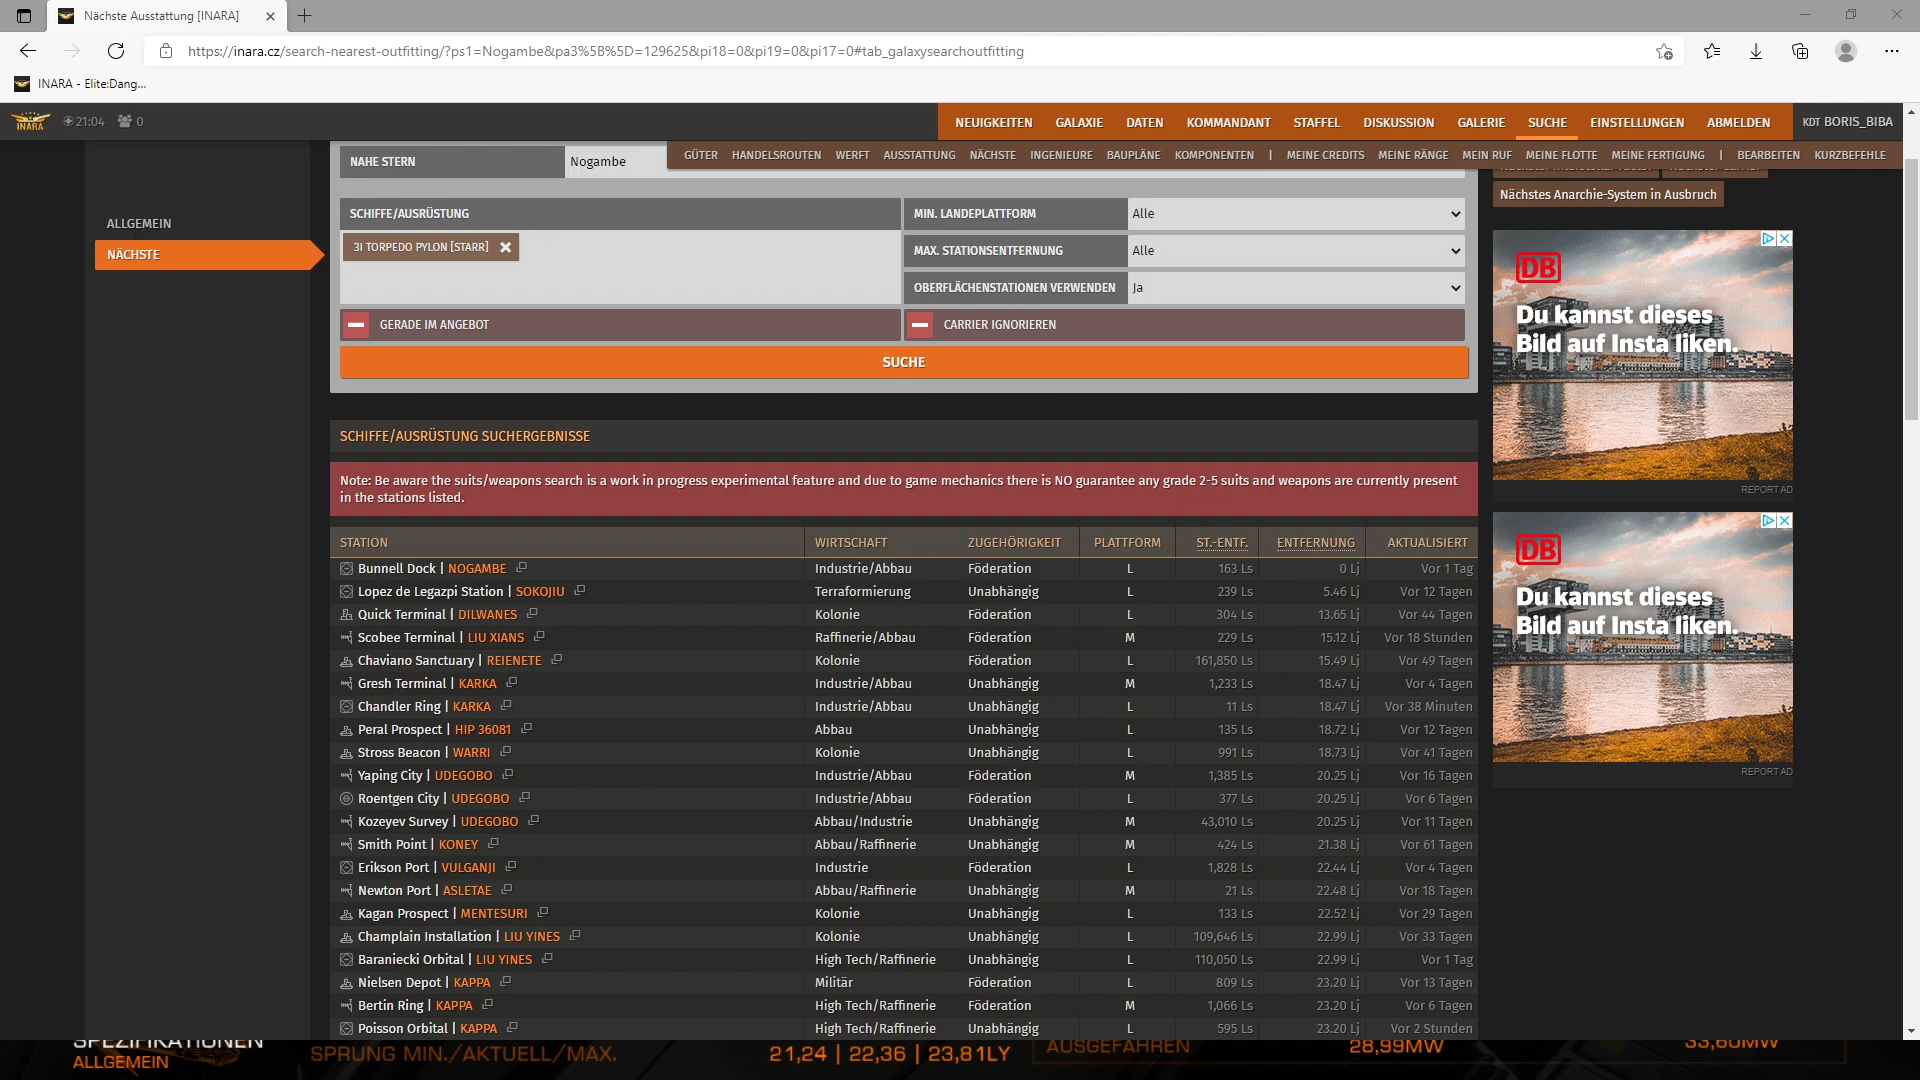 Nächste Ausstattung [INARA]
https://inara.cz/search-nearest-outfitting/?ps1=Nogambe&pa3%5B%5D=129625&pi18=0&pi19=0&pi17=0#tab_galaxysearchoutfitting
INARA - Elite:Dang...
INARA 21:04 0
NEUIGKEITEN GALAXIE DATEN KOMMANDANT STAFFEL DISKUSSION GALERIE SUCHE EINSTELLUNGEN ABMELDEN KDT BORIS_BIBA
GÜTER HANDELSROUTEN WERFT AUSSTATTUNG NÄCHSTE INGENIEURE BAUPLÄNE KOMPONENTEN | MEINE CREDITS MEINE RÄNGE MEIN RUF MEINE FLOTTE MEINE FERTIGUNG | BEARBEITEN KURZBEFEHLE
NAHE STERN Nogambe
Nächstes Anarchie-System in Ausbruch
ALLGEMEIN
NÄCHSTE
SCHIFFE/AUSRÜSTUNG
3I TORPEDO PYLON [STARR]
MIN. LANDEPLATTFORM Alle
MAX. STATIONSENTFERNUNG Alle
OBERFLÄCHENSTATIONEN VERWENDEN Ja
GERADE IM ANGEBOT
CARRIER IGNORIEREN
SUCHE
SCHIFFE/AUSRÜSTUNG SUCHERGEBNISSE
Note: Be aware the suits/weapons search is a work in progress experimental feature and due to game mechanics there is NO guarantee any grade 2-5 suits and weapons are currently present
in the stations listed.
STATION WIRTSCHAFT ZUGEHÖRIGKEIT PLATTFORM ST.-ENTF. ENTFERNUNG AKTUALISIERT
Bunnell Dock | NOGAMBE Industrie/Abbau Föderation L 163 Ls 0 Lj Vor 1 Tag
Lopez de Legazpi Station | SOKOJIU Terraformierung Unabhängig L 239 Ls 5.46 Lj Vor 12 Tagen
Quick Terminal | DILWANES Kolonie Föderation L 304 Ls 13.65 Lj Vor 44 Tagen
Scobee Terminal | LIU XIANS Raffinerie/Abbau Föderation M 229 Ls 15.12 Lj Vor 18 Stunden
Chaviano Sanctuary | REIENETE Kolonie Föderation L 161,850 Ls 15.49 Lj Vor 49 Tagen
Gresh Terminal | KARKA Industrie/Abbau Unabhängig M 1,233 Ls 18.47 Lj Vor 4 Tagen
Chandler Ring | KARKA Industrie/Abbau Unabhängig L 11 Ls 18.47 Lj Vor 38 Minuten
Peral Prospect | HIP 36081 Abbau Unabhängig L 135 Ls 18.72 Lj Vor 12 Tagen
Stross Beacon | WARRI Kolonie Unabhängig L 991 Ls 18.73 Lj Vor 41 Tagen
Yaping City | UDEGOBO Industrie/Abbau Föderation M 1,385 Ls 20.25 Lj Vor 16 Tagen
Roentgen City | UDEGOBO Industrie/Abbau Föderation L 377 Ls 20.25 Lj Vor 6 Tagen
Kozeyev Survey | UDEGOBO Abbau/Industrie Unabhängig M 43,010 Ls 20.25 Lj Vor 11 Tagen
Smith Point | KONEY Abbau/Raffinerie Unabhängig M 424 Ls 21.38 Lj Vor 61 Tagen
Erikson Port | VULGANJI Industrie Föderation L 1,828 Ls 22.44 Lj Vor 4 Tagen
Newton Port | ASLETAE Abbau/Raffinerie Unabhängig M 21 Ls 22.48 Lj Vor 18 Tagen
Kagan Prospect | MENTESURI Kolonie Unabhängig L 133 Ls 22.52 Lj Vor 29 Tagen
Champlain Installation | LIU YINES Kolonie Unabhängig L 109,646 Ls 22.99 Lj Vor 33 Tagen
Baraniecki Orbital | LIU YINES High Tech/Raffinerie Unabhängig L 110,050 Ls 22.99 Lj Vor 1 Tag
Nielsen Depot | KAPPA Militär Föderation L 809 Ls 23.20 Lj Vor 13 Tagen
Bertin Ring | KAPPA High Tech/Raffinerie Föderation M 1,066 Ls 23.20 Lj Vor 6 Tagen
Poisson Orbital | KAPPA High Tech/Raffinerie Unabhängig L 595 Ls 23.20 Lj Vor 2 Stunden
DB
Du kannst dieses
Bild auf Insta liken.
REPORT AD
DB
Du kannst dieses
Bild auf Insta liken.
REPORT AD
SPEZIFIKATIONEN
ALLGEMEIN
SPRUNG MIN./AKTUELL/MAX. 21,24 | 22,36 | 23,81LY
AUSGEFAHREN 28,99MW 33,60MW